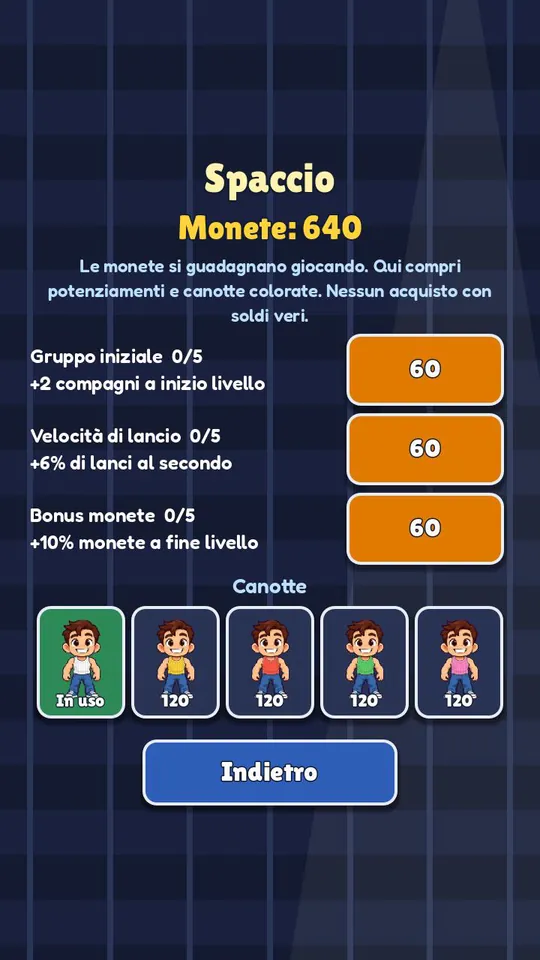 Spaccio
Monete: 640
Le monete si guadagnano giocando. Qui compri
potenziamenti e canotte colorate. Nessun acquisto con
soldi veri.
Gruppo iniziale 0/5
+2 compagni a inizio livello
60
Velocità di lancio 0/5
+6% di lanci al secondo
60
Bonus monete 0/5
+10% monete a fine livello
60
Canotte
In uso
120
120
120
120
Indietro